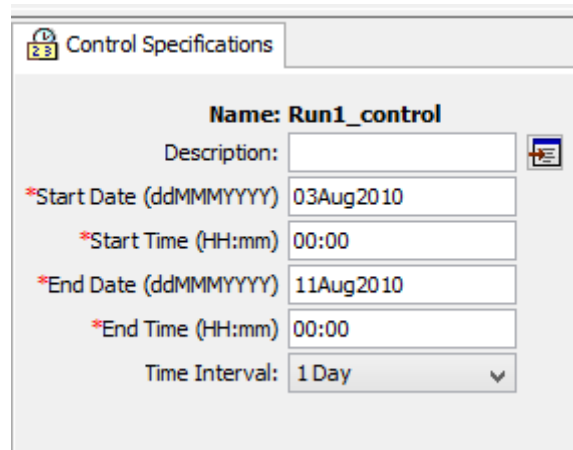 Control Specifications
Name: Run1_control
Description:
*Start Date (ddMMMYYYY) 03Aug2010
*Start Time (HH:mm) 00:00
*End Date (ddMMMYYYY) 11Aug2010
*End Time (HH:mm) 00:00
Time Interval: 1 Day